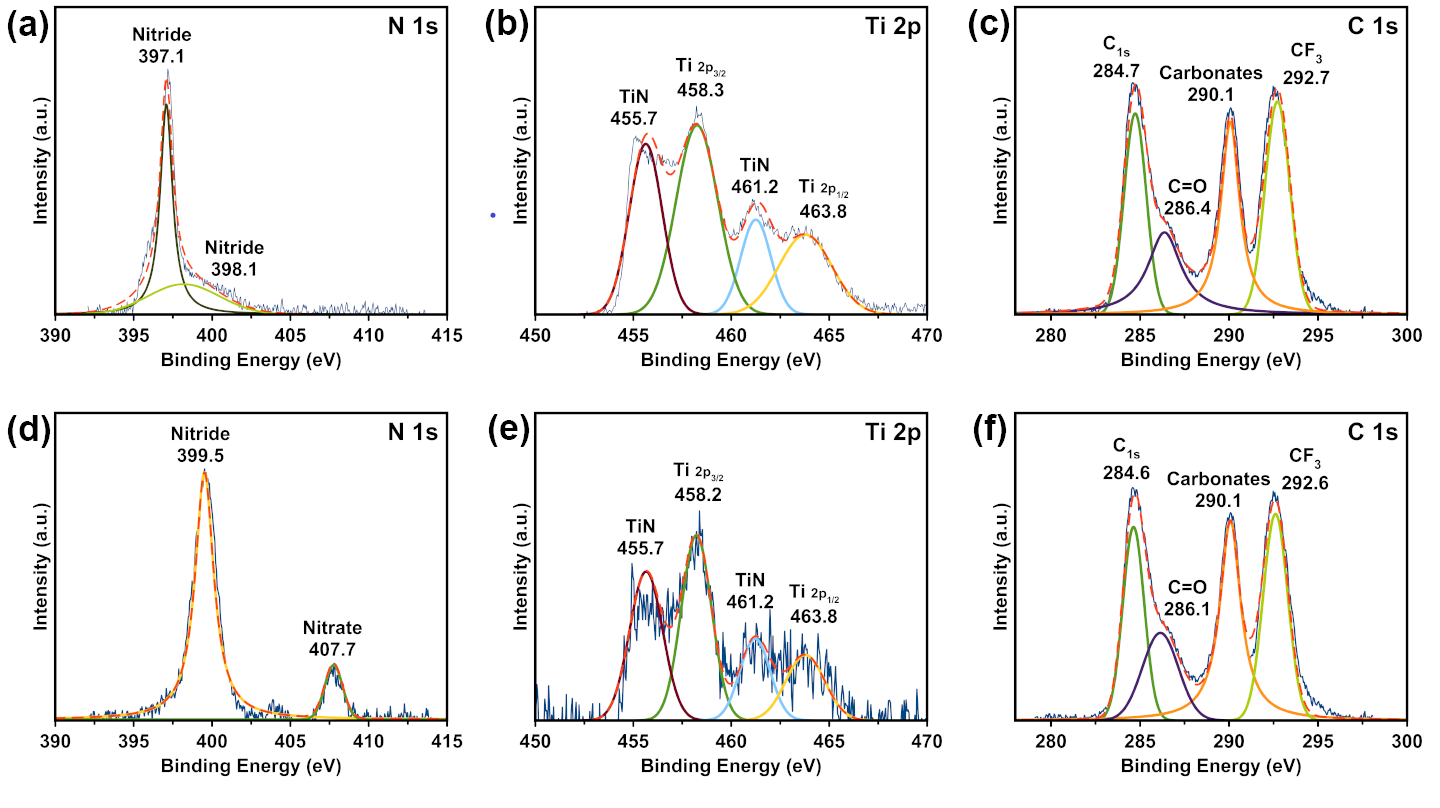 (a)
N 1s
Nitride
397.1
Nitride
398.1
Intensity (a.u.)
390 395 400 405 410 415
Binding Energy (eV)
(b)
Ti 2p
TiN
455.7
Ti 2p3/2
458.3
TiN
461.2
Ti 2p1/2
463.8
Intensity (a.u.)
450 455 460 465 470
Binding Energy (eV)
(c)
C 1s
C1s
284.7
C=O
286.4
Carbonates
290.1
CF3
292.7
Intensity (a.u.)
280 285 290 295 300
Binding Energy (eV)
(d)
N 1s
Nitride
399.5
Nitrate
407.7
Intensity (a.u.)
390 395 400 405 410 415
Binding Energy (eV)
(e)
Ti 2p
TiN
455.7
Ti 2p3/2
458.2
TiN
461.2
Ti 2p1/2
463.8
Intensity (a.u.)
450 455 460 465 470
Binding Energy (eV)
(f)
C 1s
C1s
284.6
C=O
286.1
Carbonates
290.1
CF3
292.6
Intensity (a.u.)
280 285 290 295 300
Binding Energy (eV)